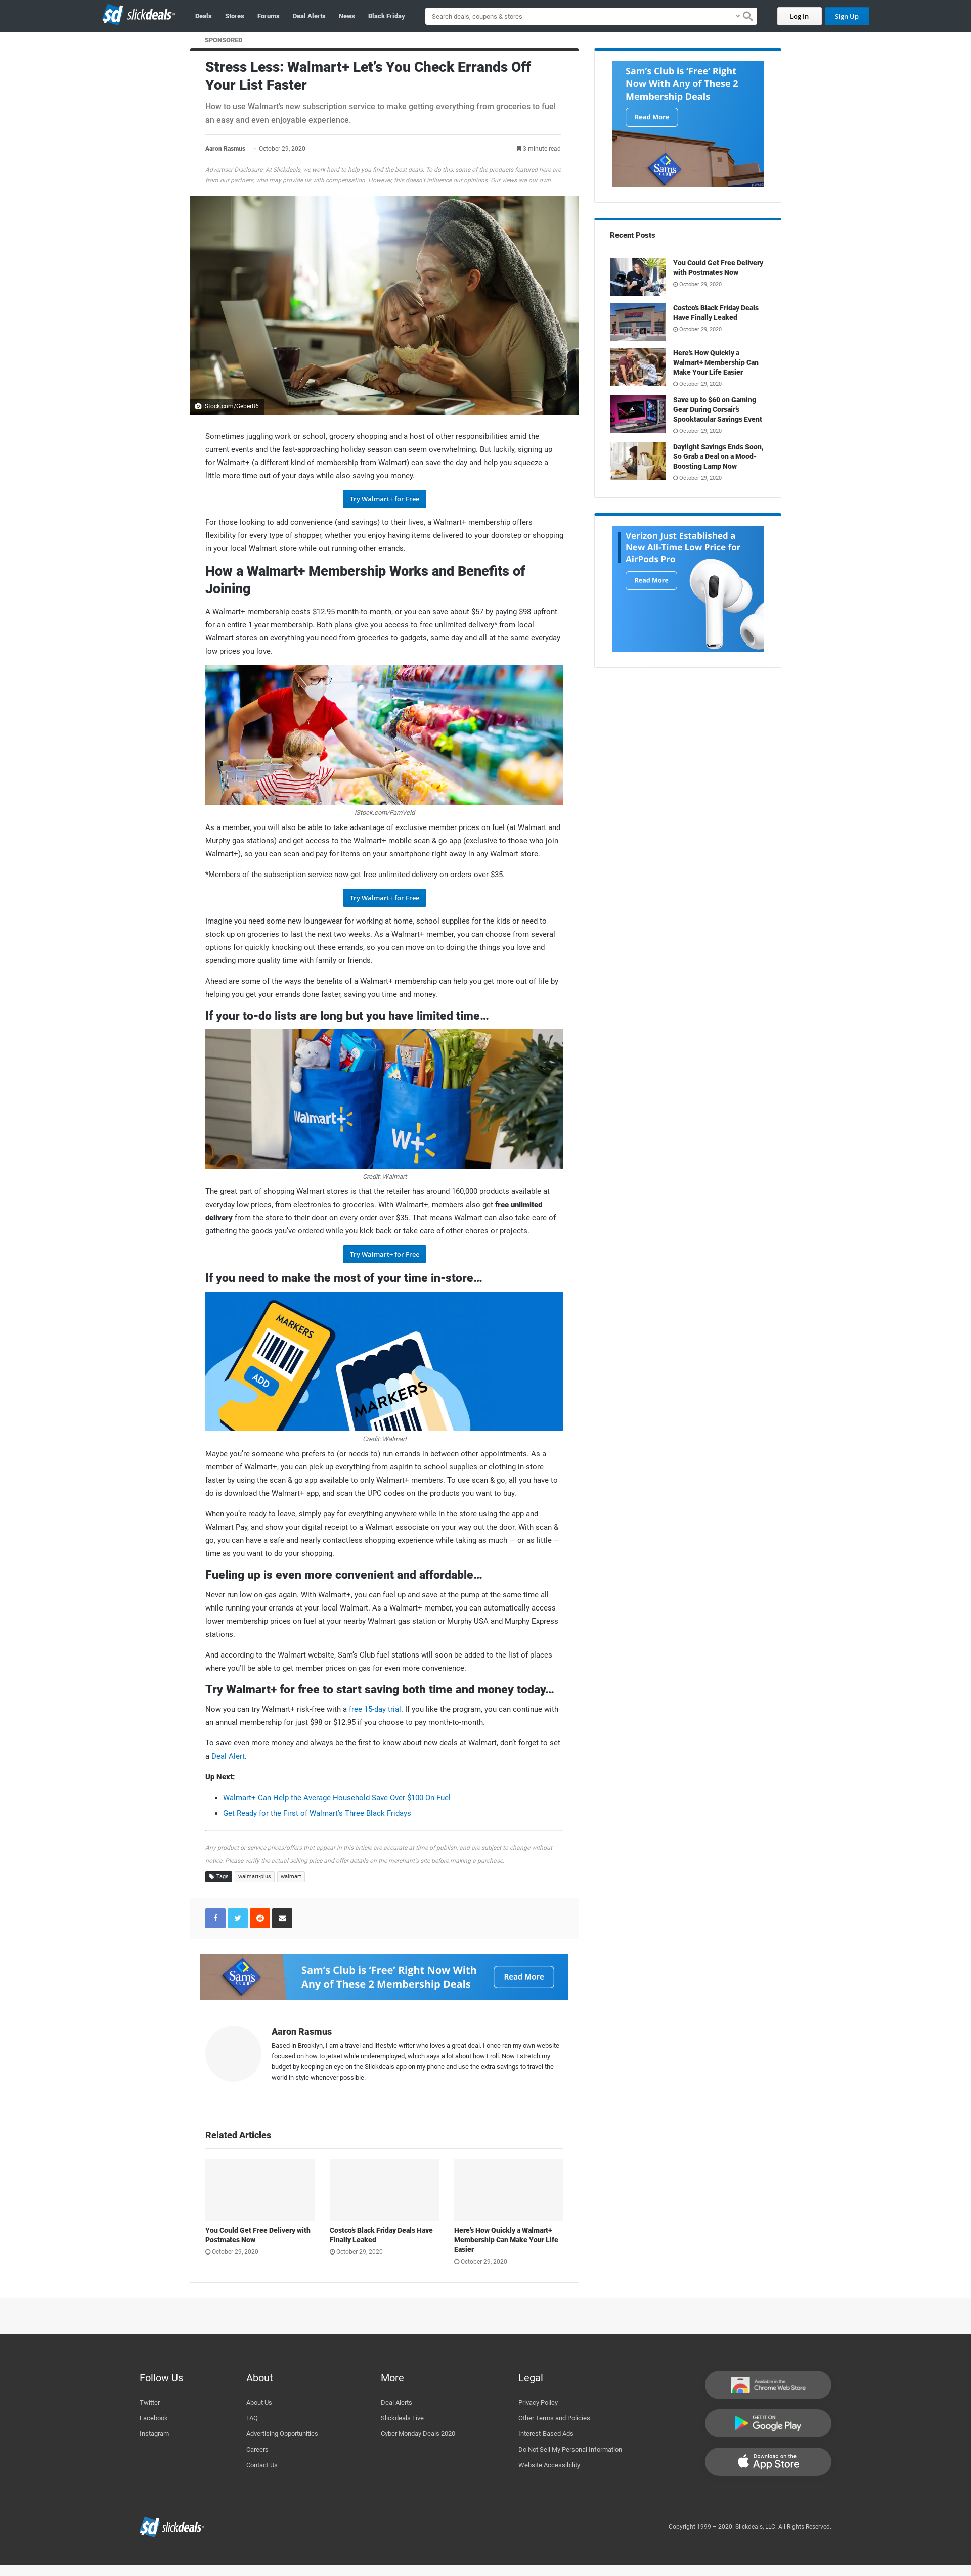 sd slickdeals
Deals
Stores
Forums
Deal Alerts
News
Black Friday
Search deals, coupons & stores
Log In
Sign Up
SPONSORED
Stress Less: Walmart+ Let’s You Check Errands Off
Your List Faster
How to use Walmart’s new subscription service to make getting everything from groceries to fuel
an easy and even enjoyable experience.
Aaron Rasmus
October 29, 2020
3 minute read
Advertiser Disclosure: At Slickdeals, we work hard to help you find the best deals. To do this, some of the products featured here are
from our partners, who may provide us with compensation. However, this doesn't influence our opinions. Our views are our own.
iStock.com/Geber86
Sometimes juggling work or school, grocery shopping and a host of other responsibilities amid the
current events and the fast-approaching holiday season can seem overwhelming. But luckily, signing up
for Walmart+ (a different kind of membership from Walmart) can save the day and help you squeeze a
little more time out of your days while also saving you money.
Try Walmart+ for Free
For those looking to add convenience (and savings) to their lives, a Walmart+ membership offers
flexibility for every type of shopper, whether you enjoy having items delivered to your doorstep or shopping
in your local Walmart store while out running other errands.
How a Walmart+ Membership Works and Benefits of
Joining
A Walmart+ membership costs $12.95 month-to-month, or you can save about $57 by paying $98 upfront
for an entire 1-year membership. Both plans give you access to free unlimited delivery* from local
Walmart stores on everything you need from groceries to gadgets, same-day and all at the same everyday
low prices you love.
iStock.com/FamVeld
As a member, you will also be able to take advantage of exclusive member prices on fuel (at Walmart and
Murphy gas stations) and get access to the Walmart+ mobile scan & go app (exclusive to those who join
Walmart+), so you can scan and pay for items on your smartphone right away in any Walmart store.
*Members of the subscription service now get free unlimited delivery on orders over $35.
Try Walmart+ for Free
Imagine you need some new loungewear for working at home, school supplies for the kids or need to
stock up on groceries to last the next two weeks. As a Walmart+ member, you can choose from several
options for quickly knocking out these errands, so you can move on to doing the things you love and
spending more quality time with family or friends.
Ahead are some of the ways the benefits of a Walmart+ membership can help you get more out of life by
helping you get your errands done faster, saving you time and money.
If your to-do lists are long but you have limited time…
Walmart+
W+
Credit: Walmart
The great part of shopping Walmart stores is that the retailer has around 160,000 products available at
everyday low prices, from electronics to groceries. With Walmart+, members also get free unlimited
delivery from the store to their door on every order over $35. That means Walmart can also take care of
gathering the goods you’ve ordered while you kick back or take care of other chores or projects.
Try Walmart+ for Free
If you need to make the most of your time in-store…
MARKERS
ADD
MARKERS
Credit: Walmart
Maybe you’re someone who prefers to (or needs to) run errands in between other appointments. As a
member of Walmart+, you can pick up everything from aspirin to school supplies or clothing in-store
faster by using the scan & go app available to only Walmart+ members. To use scan & go, all you have to
do is download the Walmart+ app, and scan the UPC codes on the products you want to buy.
When you’re ready to leave, simply pay for everything anywhere while in the store using the app and
Walmart Pay, and show your digital receipt to a Walmart associate on your way out the door. With scan &
go, you can have a safe and nearly contactless shopping experience while taking as much — or as little —
time as you want to do your shopping.
Fueling up is even more convenient and affordable…
Never run low on gas again. With Walmart+, you can fuel up and save at the pump at the same time all
while running your errands at your local Walmart. As a Walmart+ member, you can automatically access
lower membership prices on fuel at your nearby Walmart gas station or Murphy USA and Murphy Express
stations.
And according to the Walmart website, Sam’s Club fuel stations will soon be added to the list of places
where you’ll be able to get member prices on gas for even more convenience.
Try Walmart+ for free to start saving both time and money today…
Now you can try Walmart+ risk-free with a free 15-day trial. If you like the program, you can continue with
an annual membership for just $98 or $12.95 if you choose to pay month-to-month.
To save even more money and always be the first to know about new deals at Walmart, don’t forget to set
a Deal Alert.
Up Next:
Walmart+ Can Help the Average Household Save Over $100 On Fuel
Get Ready for the First of Walmart’s Three Black Fridays
Any product or service prices/offers that appear in this article are accurate at time of publish, and are subject to change without
notice. Please verify the actual selling price and offer details on the merchant's site before making a purchase.
Tags
walmart-plus
walmart
Sam's CLUB
Sam’s Club is ‘Free’ Right Now With
Any of These 2 Membership Deals
Read More
Aaron Rasmus
Based in Brooklyn, I am a travel and lifestyle writer who loves a great deal. I once ran my own website
focused on how to jetset while underemployed, which says a lot about how I roll. Now I stretch my
budget by keeping an eye on the Slickdeals app on my phone and use the extra savings to travel the
world in style whenever possible.
Related Articles
You Could Get Free Delivery with
Postmates Now
October 29, 2020
Costco’s Black Friday Deals Have
Finally Leaked
October 29, 2020
Here’s How Quickly a Walmart+
Membership Can Make Your Life
Easier
October 29, 2020
Sam’s Club is ‘Free’ Right
Now With Any of These 2
Membership Deals
Read More
Sam's CLUB
Recent Posts
You Could Get Free Delivery
with Postmates Now
October 29, 2020
Costco’s Black Friday Deals
Have Finally Leaked
October 29, 2020
Here’s How Quickly a
Walmart+ Membership Can
Make Your Life Easier
October 29, 2020
Save up to $60 on Gaming
Gear During Corsair’s
Spooktacular Savings Event
October 29, 2020
Daylight Savings Ends Soon,
So Grab a Deal on a Mood-
Boosting Lamp Now
October 29, 2020
Verizon Just Established a
New All-Time Low Price for
AirPods Pro
Read More
Follow Us
Twitter
Facebook
Instagram
About
About Us
FAQ
Advertising Opportunities
Careers
Contact Us
More
Deal Alerts
Slickdeals Live
Cyber Monday Deals 2020
Legal
Privacy Policy
Other Terms and Policies
Interest-Based Ads
Do Not Sell My Personal Information
Website Accessibility
Available in the
Chrome Web Store
GET IT ON
Google Play
Download on the
App Store
sd slickdeals
Copyright 1999 – 2020. Slickdeals, LLC. All Rights Reserved.